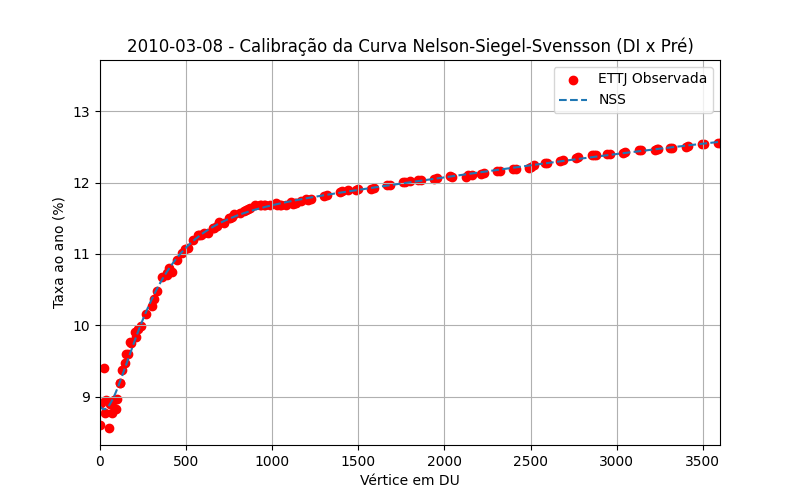 2010-03-08 - Calibração da Curva Nelson-Siegel-Svensson (DI x Pré)
ETTJ Observada
NSS
Taxa ao ano (%)
13
12
11
10
9
0 500 1000 1500 2000 2500 3000 3500
Vértice em DU